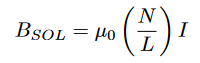 B_{SOL} = μ_0 (N/L) I